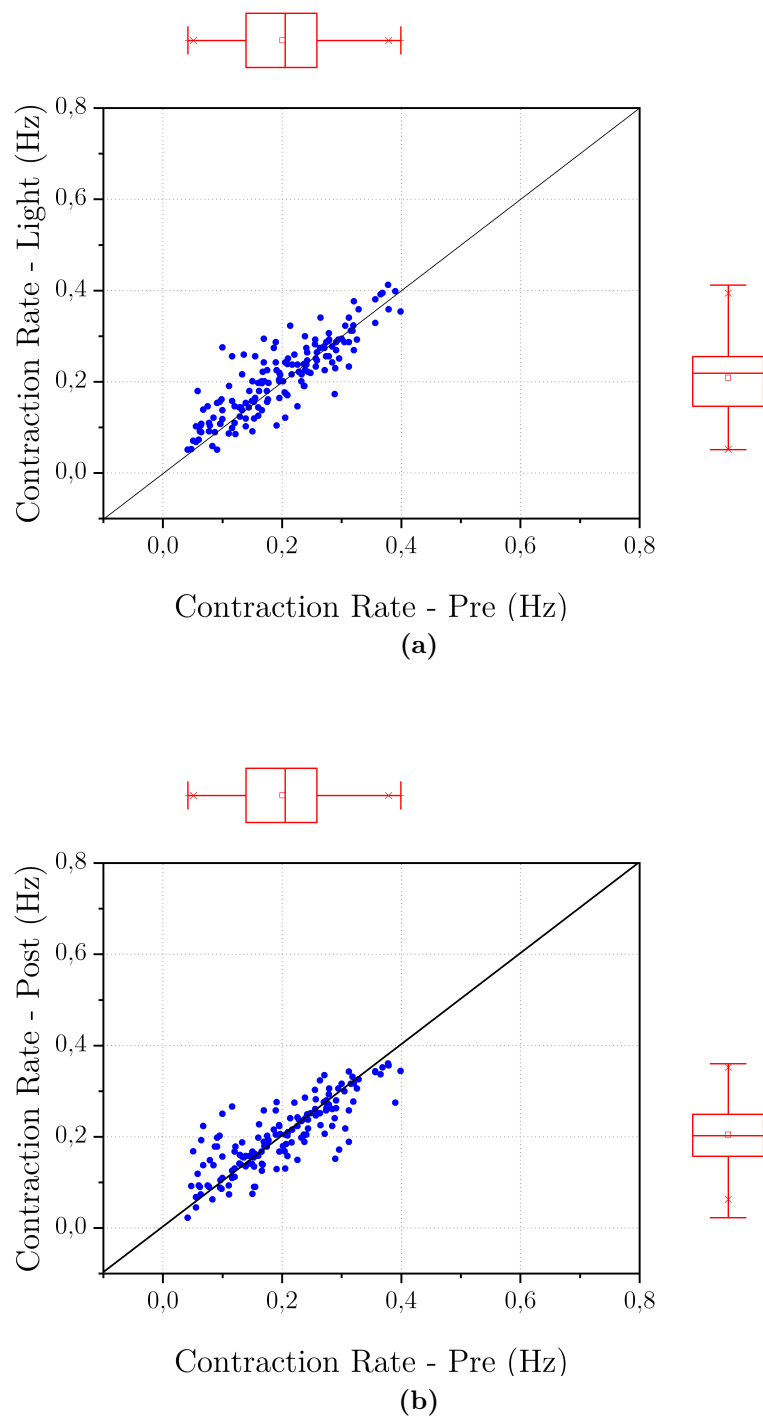 0,8
0,6
0,4
0,2
0,0
Contraction Rate - Light (Hz)
0,0 0,2 0,4 0,6 0,8
Contraction Rate - Pre (Hz)
(a)
0,8
0,6
0,4
0,2
0,0
Contraction Rate - Post (Hz)
0,0 0,2 0,4 0,6 0,8
Contraction Rate - Pre (Hz)
(b)